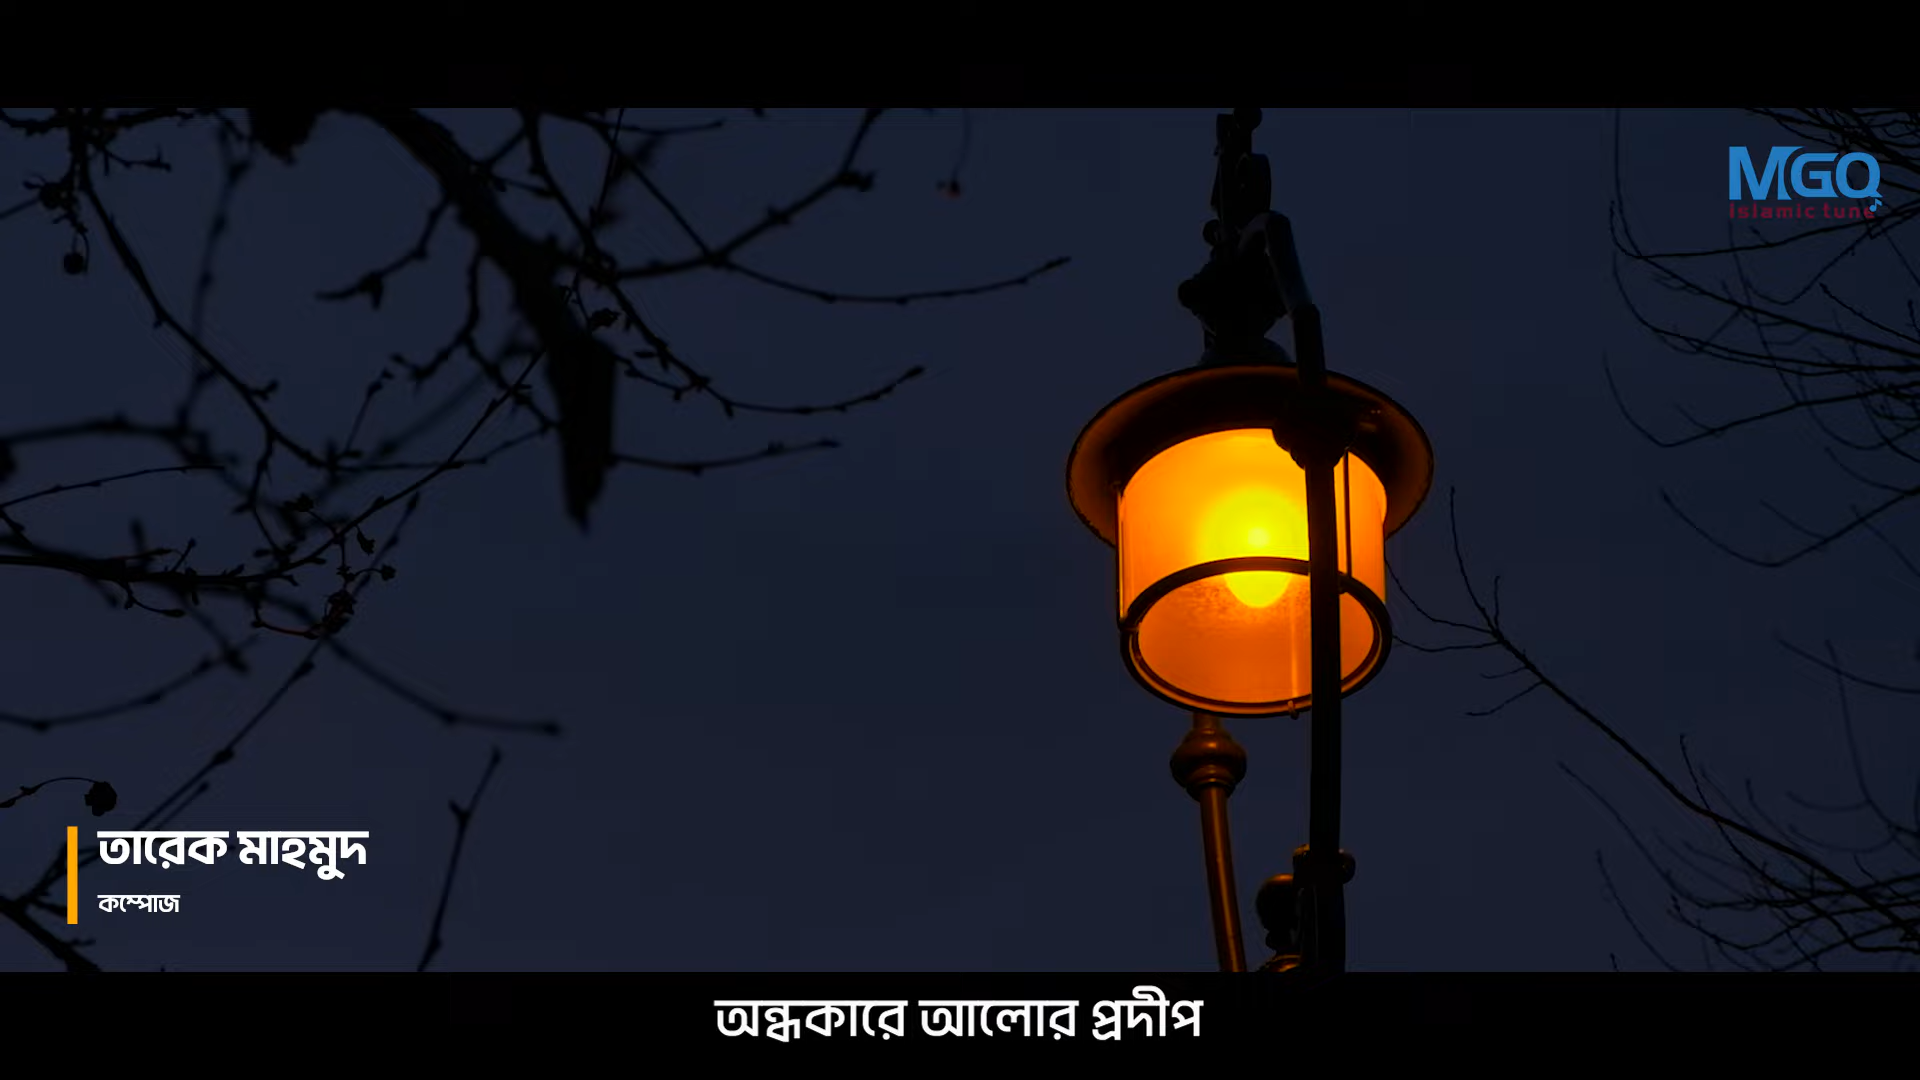 MGQ
islamic tune
তারেক মাহমুদ
কম্পোজ
অন্ধকারে আলোর প্রদীপ